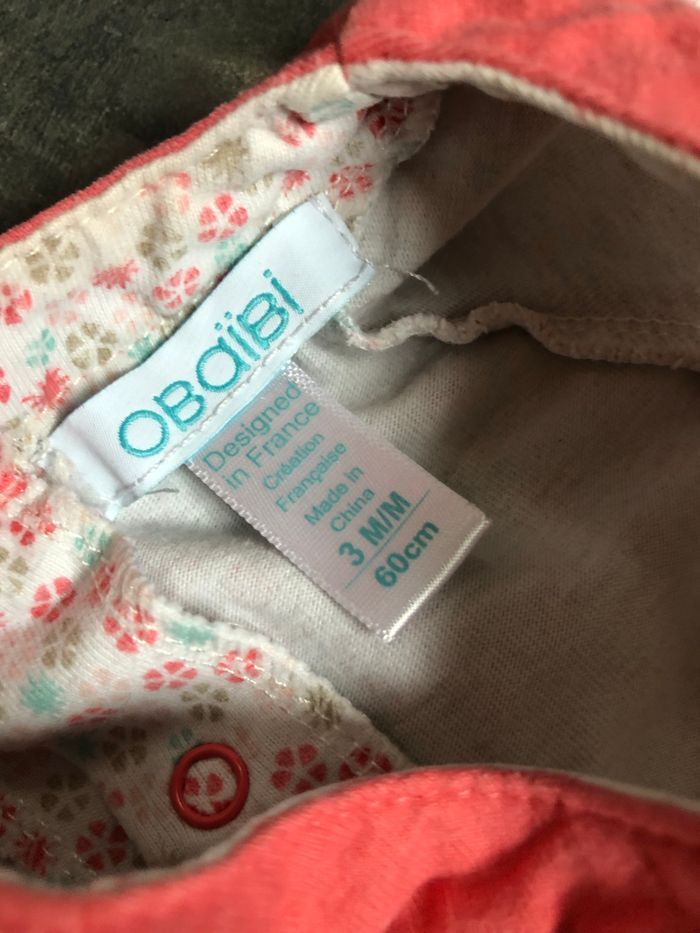 OBaïBi
Designed
in France
Création
Française
Made in
China
3 M/M
60cm